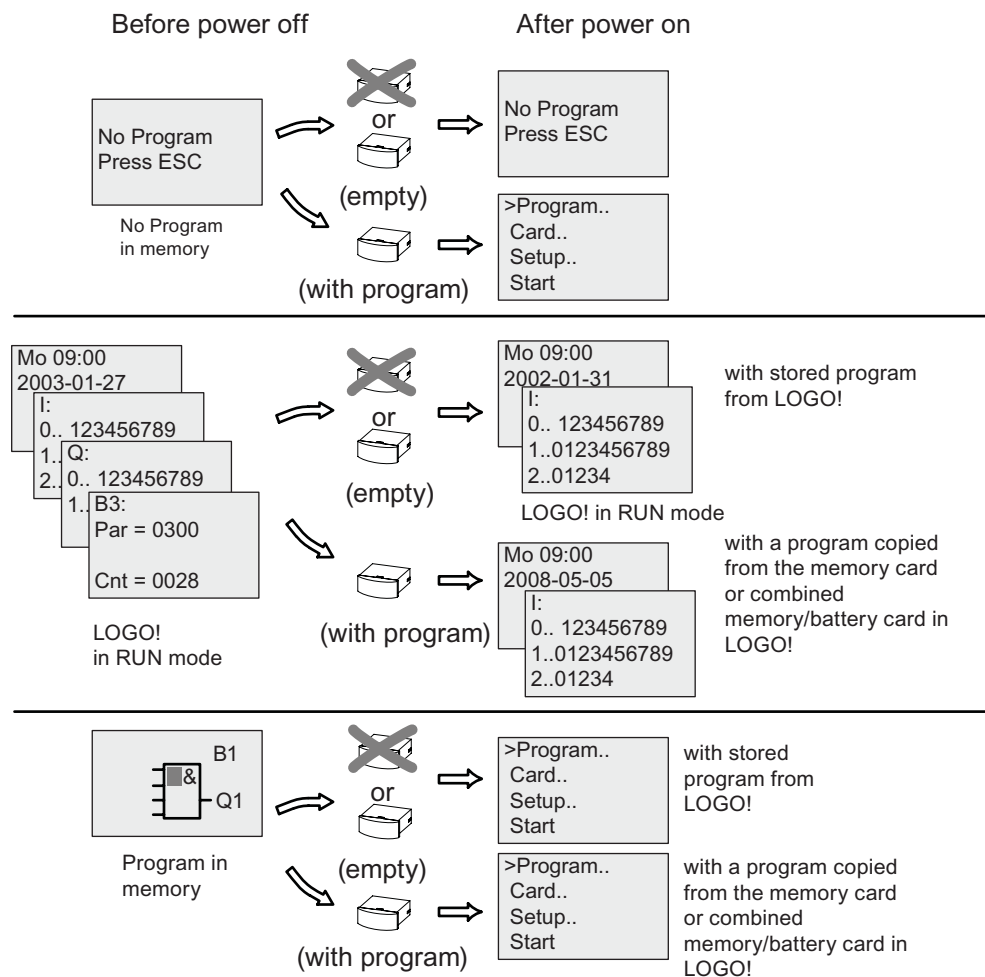 Before power off
After power on
No Program
Press ESC
No Program
in memory
or
(empty)
(with program)
No Program
Press ESC
>Program..
Card..
Setup..
Start
Mo 09:00
2003-01-27
I:
0.. 123456789
1..
2..
Q:
0.. 123456789
1..
B3:
Par = 0300
Cnt = 0028
LOGO!
in RUN mode
or
(empty)
(with program)
Mo 09:00
2002-01-31
I:
0.. 123456789
1..0123456789
2..01234
LOGO! in RUN mode
with stored program
from LOGO!
Mo 09:00
2008-05-05
I:
0.. 123456789
1..0123456789
2..01234
with a program copied
from the memory card
or combined
memory/battery card in
LOGO!
B1
&
Q1
Program in
memory
or
(empty)
(with program)
>Program..
Card..
Setup..
Start
with stored
program from
LOGO!
>Program..
Card..
Setup..
Start
with a program copied
from the memory card
or combined
memory/battery card in
LOGO!